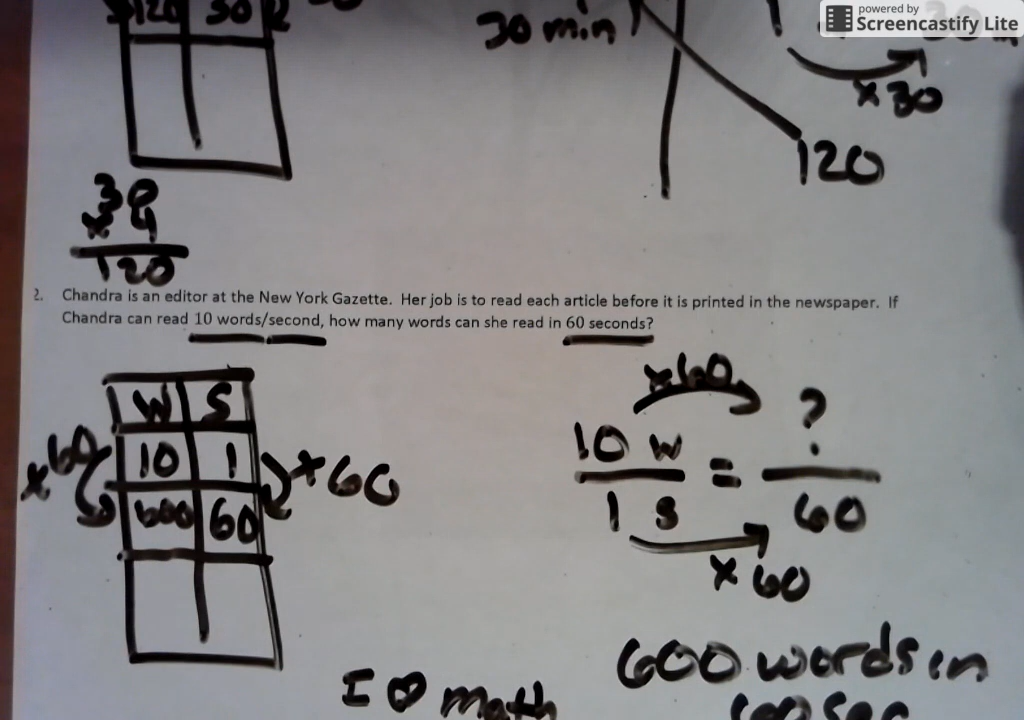 powered by
Screencastify Lite
120 30
30 min
×30
120
30
× 4
120
2. Chandra is an editor at the New York Gazette. Her job is to read each article before it is printed in the newspaper. If
Chandra can read 10 words/second, how many words can she read in 60 seconds?
W S
×60 10 1 ×60
600 60
×60
10 w = ?
1 s 60
×60
I ♡ math
600 words in
60 sec